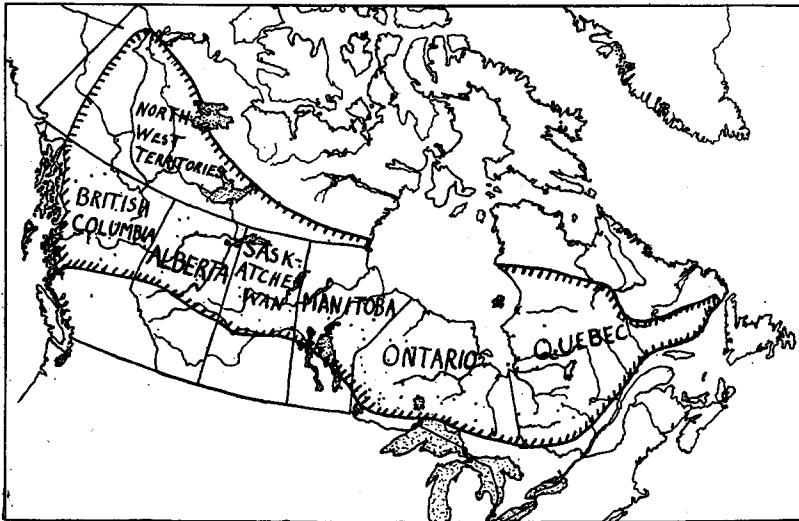 NORTH
WEST
TERRITORIES
BRITISH
COLUMBIA
ALBERTA
SASK-
ATCHE
WAN
MANITOBA
ONTARIO
QUEBEC